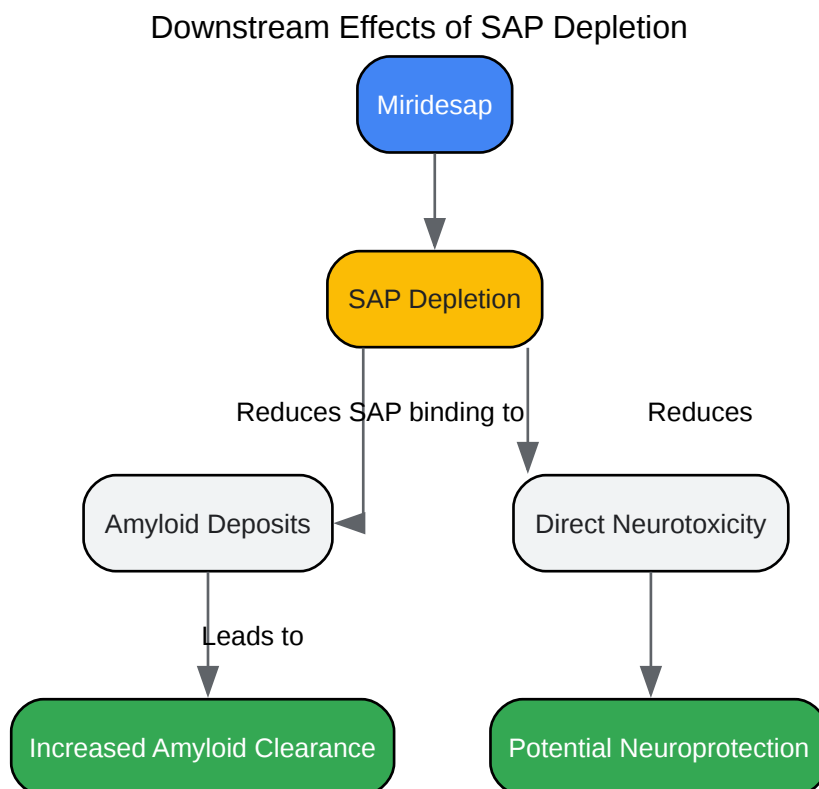 Downstream Effects of SAP Depletion
Miridesap
SAP Depletion
Reduces SAP binding to
Reduces
Amyloid Deposits
Direct Neurotoxicity
Leads to
Increased Amyloid Clearance
Potential Neuroprotection